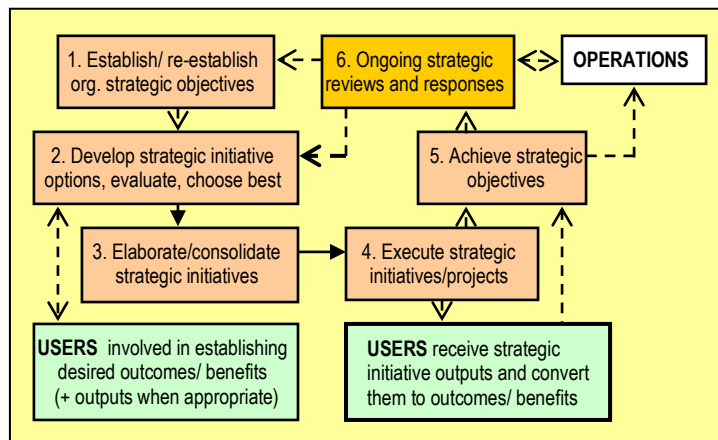 1. Establish/ re-establish
org. strategic objectives
6. Ongoing strategic
reviews and responses
OPERATIONS
2. Develop strategic initiative
options, evaluate, choose best
5. Achieve strategic
objectives
3. Elaborate/consolidate
strategic initiatives
4. Execute strategic
initiatives/projects
USERS involved in establishing
desired outcomes/ benefits
(+ outputs when appropriate)
USERS receive strategic
initiative outputs and convert
them to outcomes/ benefits